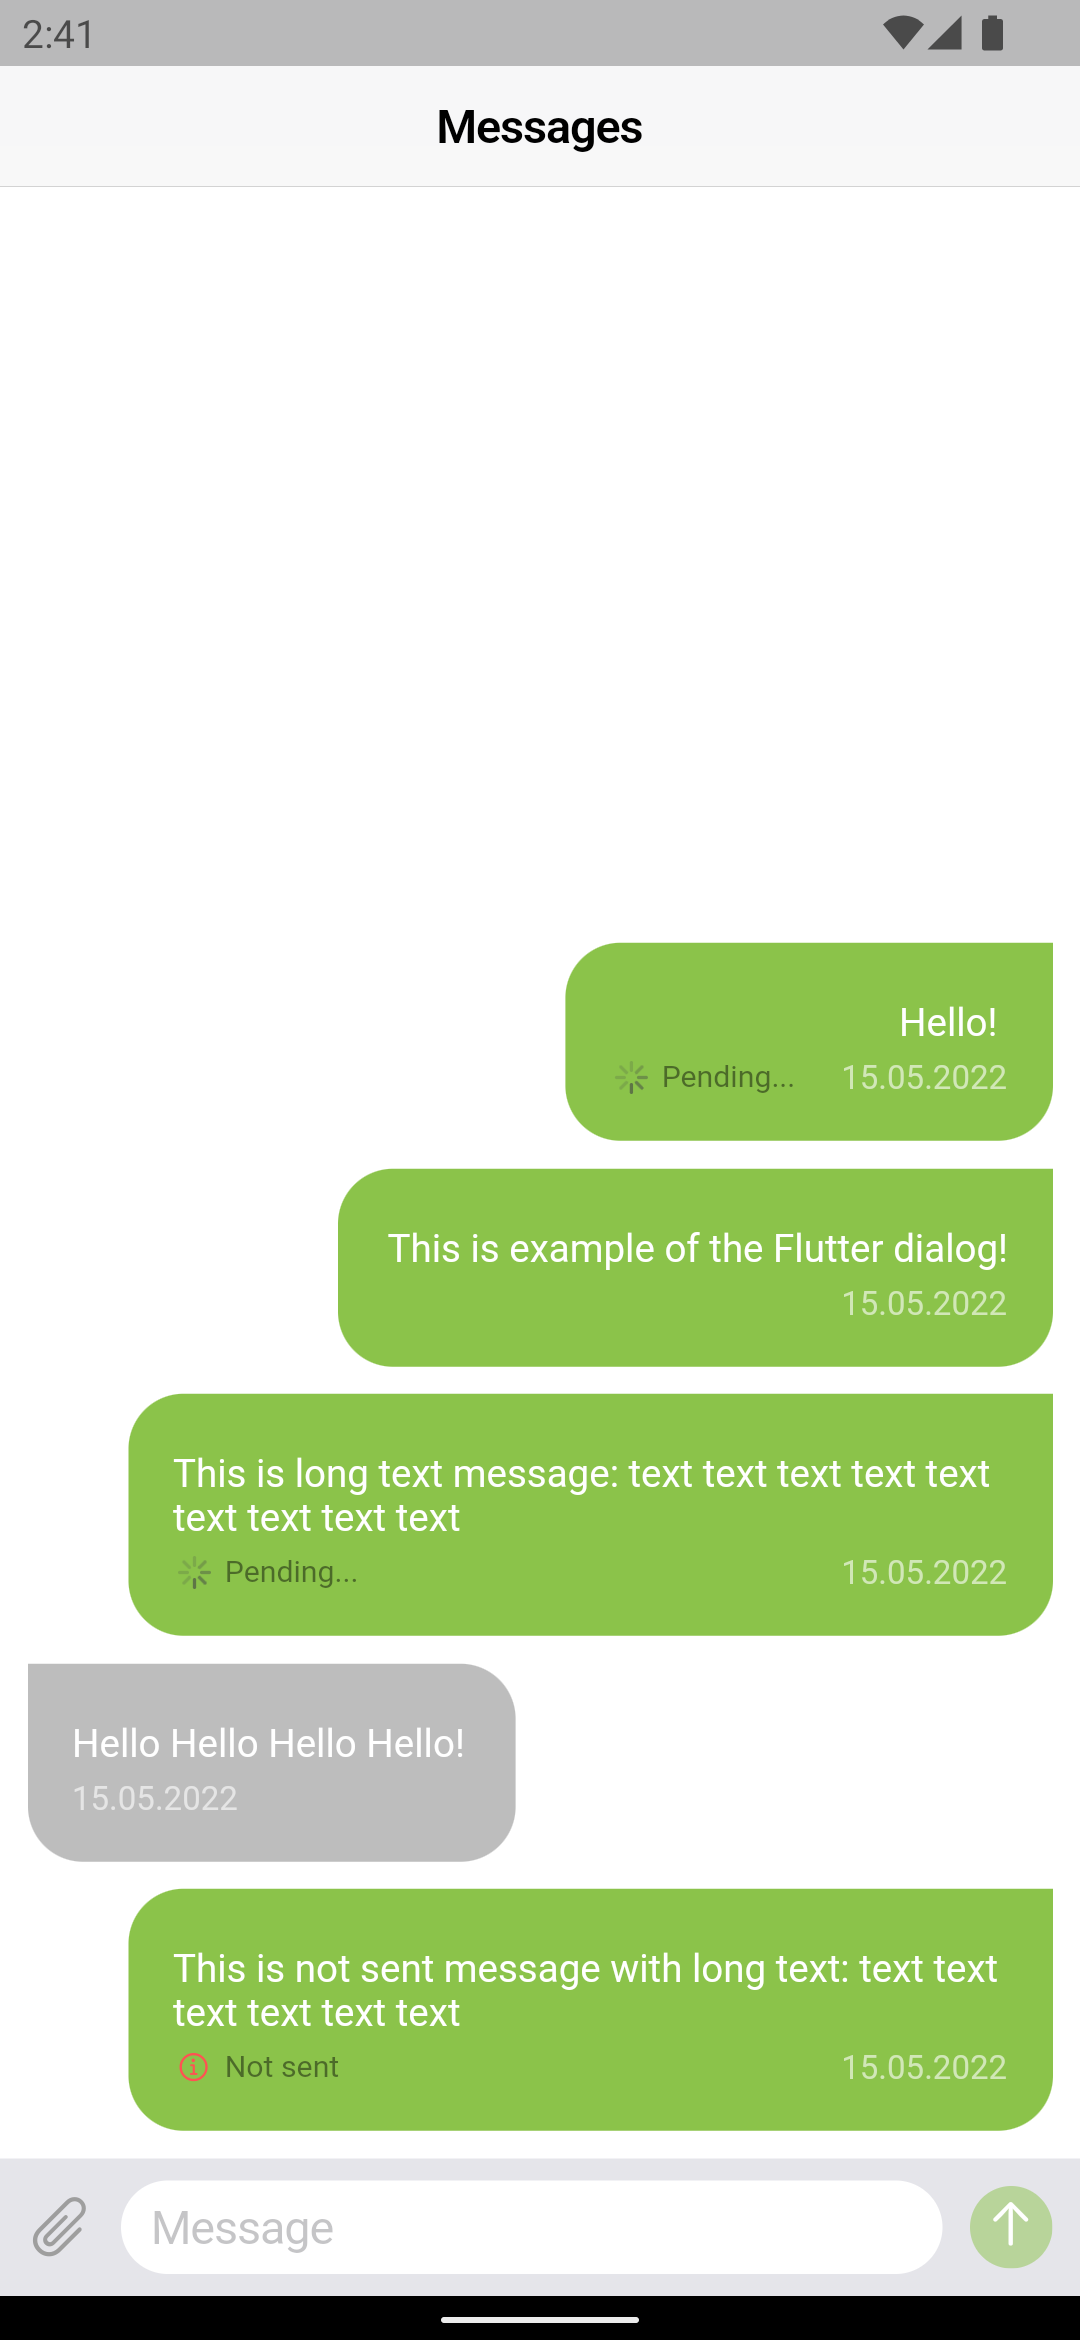 2:41
Messages
Hello!
Pending...
15.05.2022
This is example of the Flutter dialog!
15.05.2022
This is long text message: text text text text text
text text text text
Pending...
15.05.2022
Hello Hello Hello Hello!
15.05.2022
This is not sent message with long text: text text
text text text text
Not sent
15.05.2022
Message